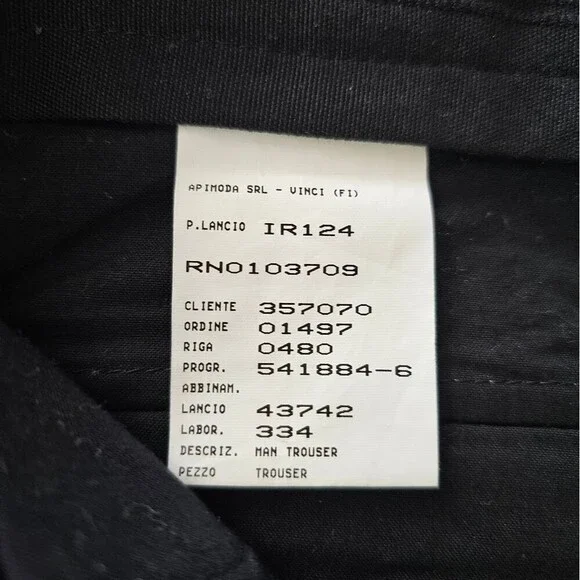 APIMODA SRL - VINCI (FI)
P.LANCIO IR124
RN0103709
CLIENTE 357070
ORDINE 01497
RIGA 0480
PROGR. 541884-6
ABBINAM.
LANCIO 43742
LABOR. 334
DESCRIZ. MAN TROUSER
PEZZO TROUSER